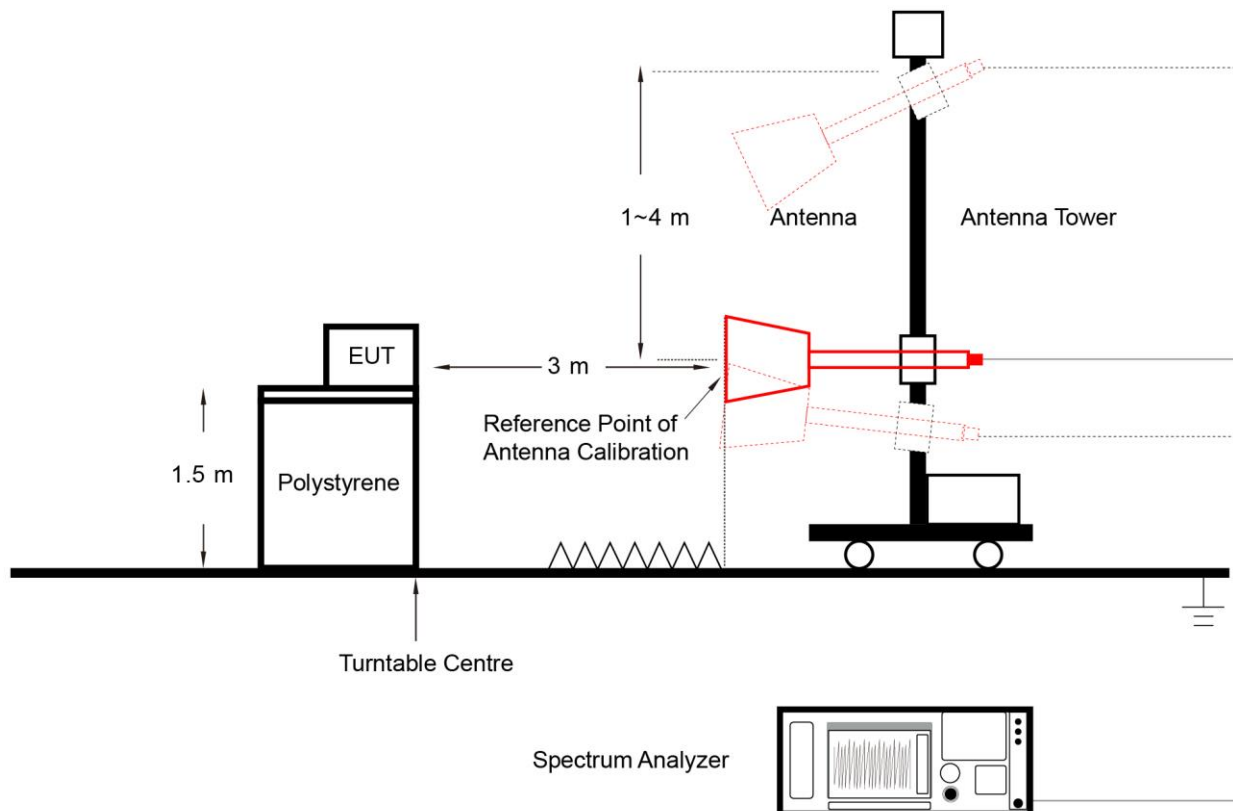 1~4 m
Antenna
Antenna Tower
EUT
3 m
Reference Point of
Antenna Calibration
1.5 m
Polystyrene
Turntable Centre
Spectrum Analyzer